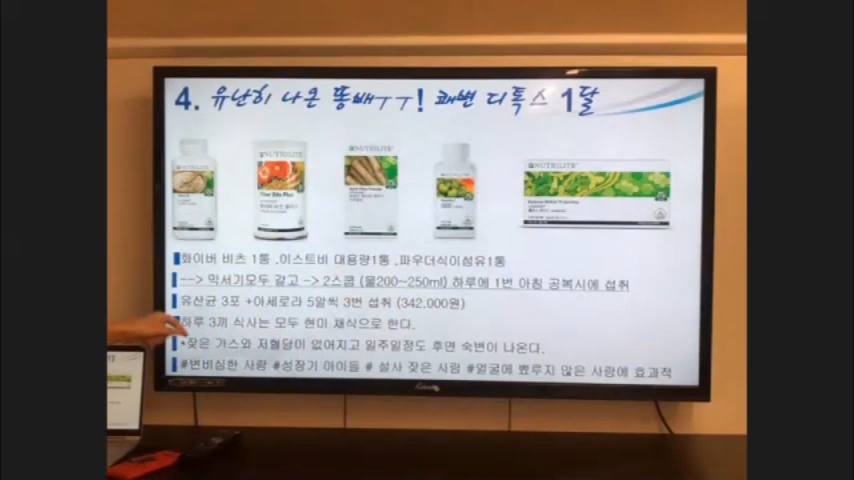 4. 유난히 나온 똥배ㅜㅜ! 쾌변 디톡스 1달
NUTRILITE
NUTRILITE
NUTRILITE
화이버 비츠 1통 .이스트비 대용량1통 .파우더식이섬유1통
--> 믹서기모두 갈고 -> 2스쿱 (물200~250ml) 하루에 1번 아침 공복시에 섭취
유산균 3포 +아세로라 5알씩 3번 섭취 (342,000원)
하루 3끼 식사는 모두 현미 채식으로 한다.
*잦은 가스와 저혈당이 없어지고 일주일정도 후면 숙변이 나온다.
#변비심한 사람 #성장기 아이들 # 설사 잦은 사람 #얼굴에 뾰루지 많은 사람에 효과적